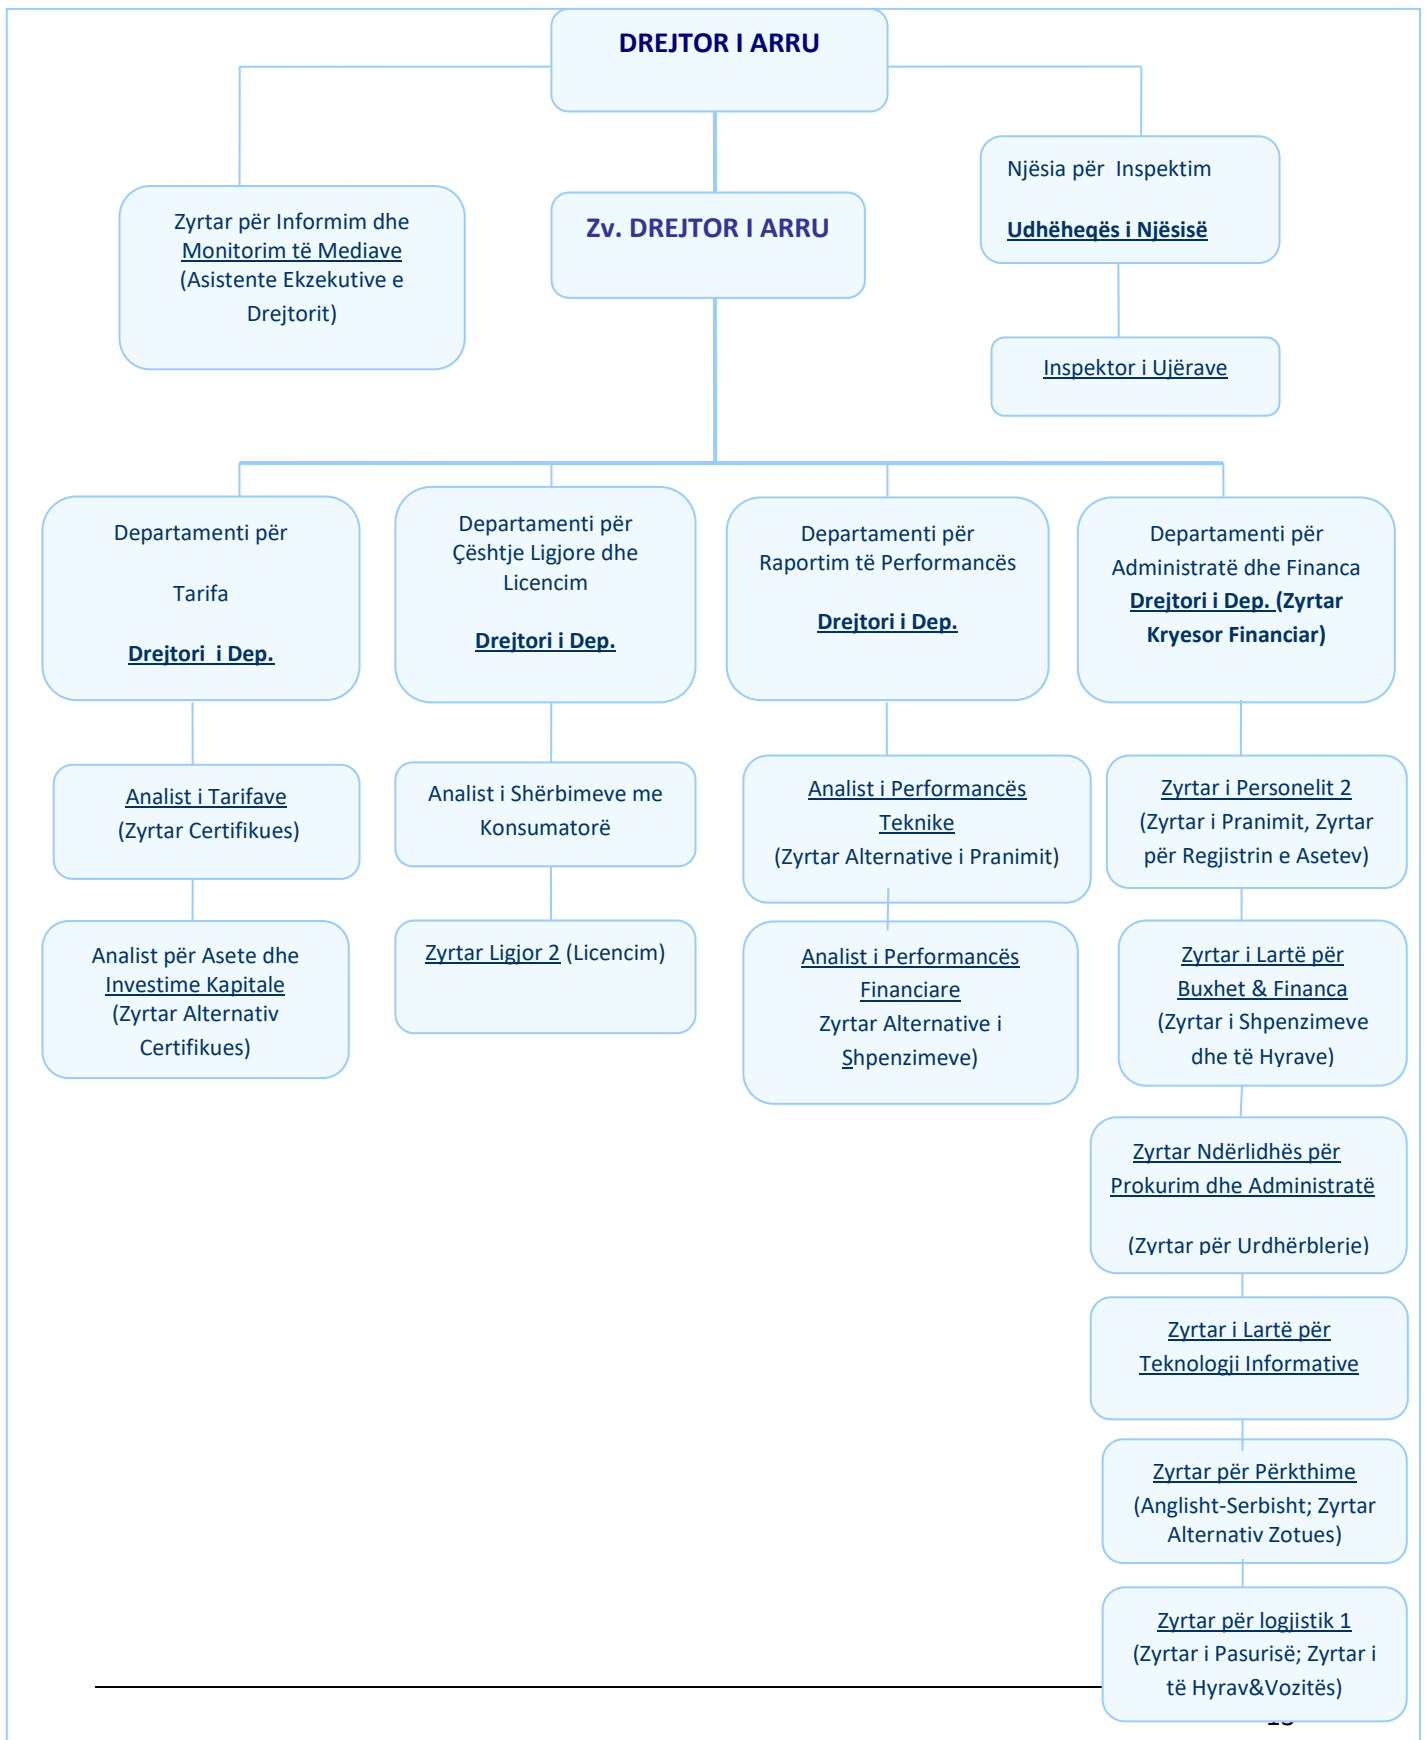 DREJTOR I ARRU
Zyrtar për Informim dhe
Monitorim të Mediave
(Asistente Ekzekutive e
Drejtorit)
Zv. DREJTOR I ARRU
Njësia për  Inspektim
Udhëheqës i Njësisë
Inspektor i Ujërave
Departamenti për
Tarifa
Drejtori  i Dep.
Departamenti për
Çështje Ligjore dhe
Licencim
Drejtori i Dep.
Departamenti për
Raportim të Performancës
Drejtori i Dep.
Departamenti për
Administratë dhe Financa
Drejtori i Dep. (Zyrtar
Kryesor Financiar)
Analist i Tarifave
(Zyrtar Certifikues)
Analist për Asete dhe
Investime Kapitale
(Zyrtar Alternativ
Certifikues)
Analist i Shërbimeve me
Konsumatorë
Zyrtar Ligjor 2 (Licencim)
Analist i Performancës
Teknike
(Zyrtar Alternative i Pranimit)
Analist i Performancës
Financiare
Zyrtar Alternative i
Shpenzimeve)
Zyrtar i Personelit 2
(Zyrtar i Pranimit, Zyrtar
për Regjistrin e Asetev)
Zyrtar i Lartë për
Buxhet & Financa
(Zyrtar i Shpenzimeve
dhe të Hyrave)
Zyrtar Ndërlidhës për
Prokurim dhe Administratë
(Zyrtar për Urdhërblerje)
Zyrtar i Lartë për
Teknologji Informative
Zyrtar për Përkthime
(Anglisht-Serbisht; Zyrtar
Alternativ Zotues)
Zyrtar për logjistik 1
(Zyrtar i Pasurisë; Zyrtar i
të Hyrav&Vozitës)